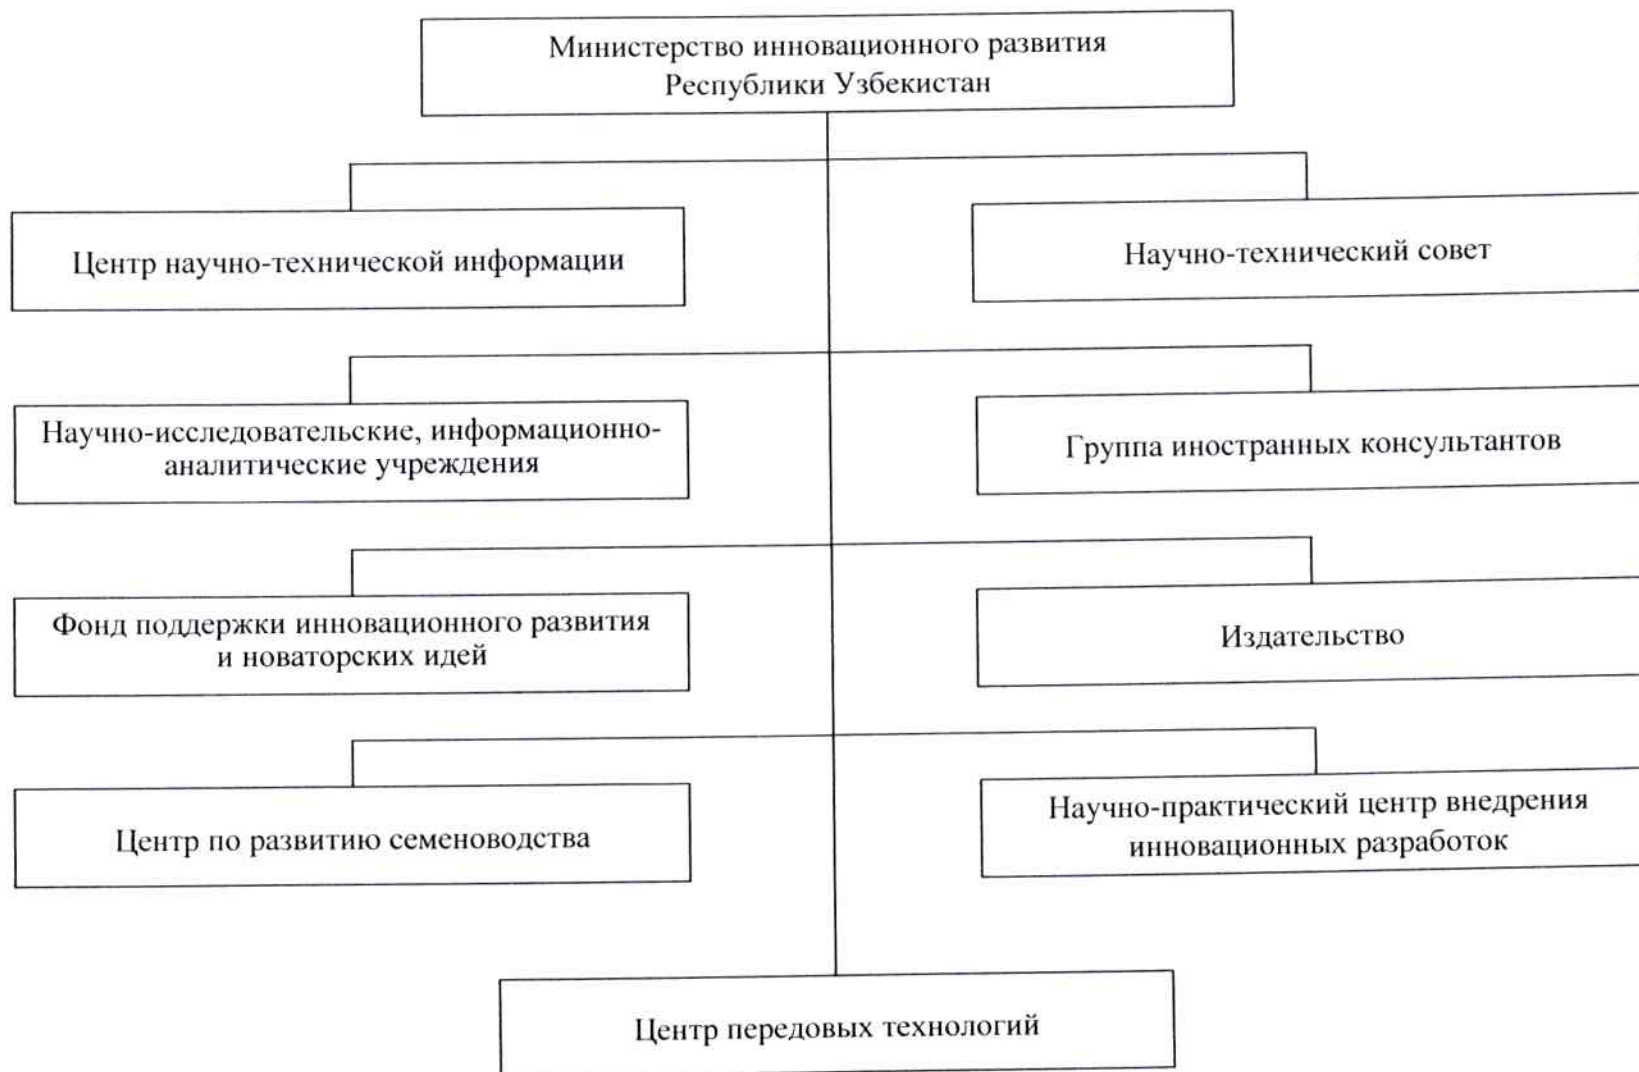 Министерство инновационного развития
Республики Узбекистан
Центр научно-технической информации
Научно-технический совет
Научно-исследовательские, информационно-
аналитические учреждения
Группа иностранных консультантов
Фонд поддержки инновационного развития
и новаторских идей
Издательство
Центр по развитию семеноводства
Научно-практический центр внедрения
инновационных разработок
Центр передовых технологий